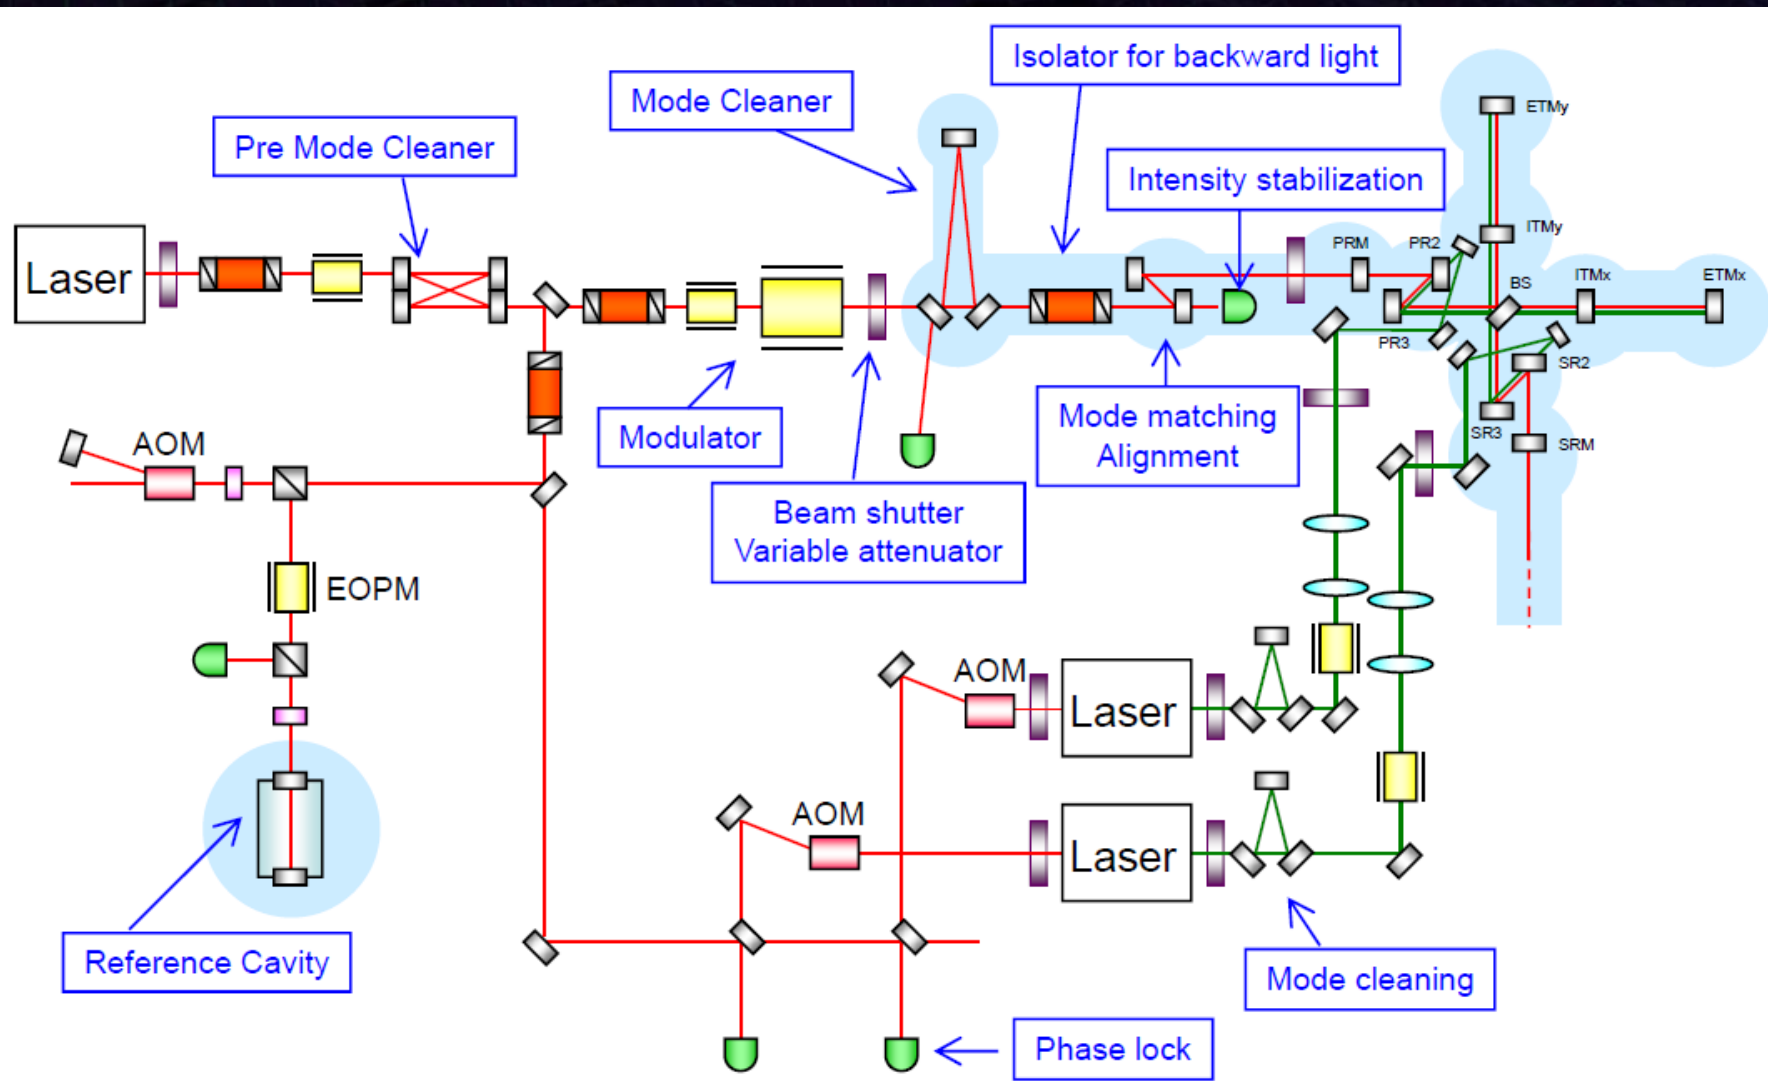 Isolator for backward light
Mode Cleaner
Pre Mode Cleaner
Intensity stabilization
ETMy
ITMy
Laser
PRM
PR2
BS
ITMx
ETMx
PR3
SR2
SR3
SRM
Modulator
Mode matching
Alignment
Beam shutter
Variable attenuator
AOM
EOPM
AOM
Laser
AOM
Laser
Reference Cavity
Mode cleaning
Phase lock